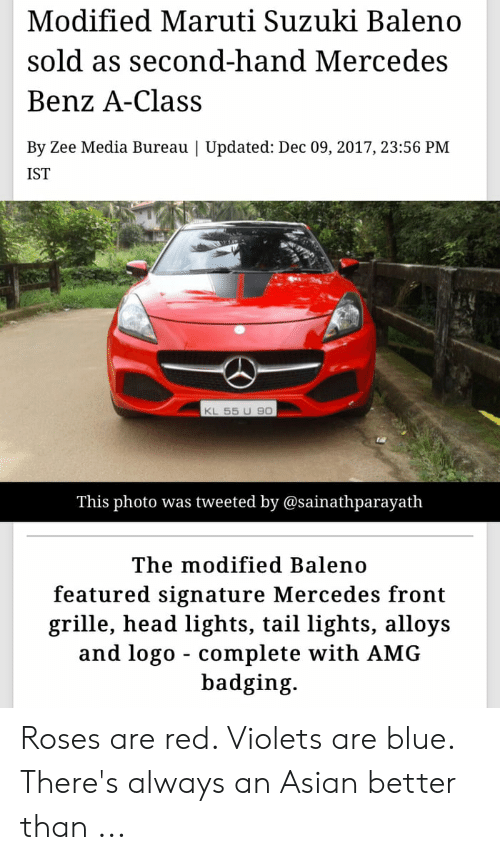 Modified Maruti Suzuki Baleno
sold as second-hand Mercedes
Benz A-Class
By Zee Media Bureau | Updated: Dec 09, 2017, 23:56 PM
IST
KL 55 U 90
This photo was tweeted by @sainathparayath
The modified Baleno
featured signature Mercedes front
grille, head lights, tail lights, alloys
and logo - complete with AMG
badging.
Roses are red. Violets are blue.
There's always an Asian better
than ...